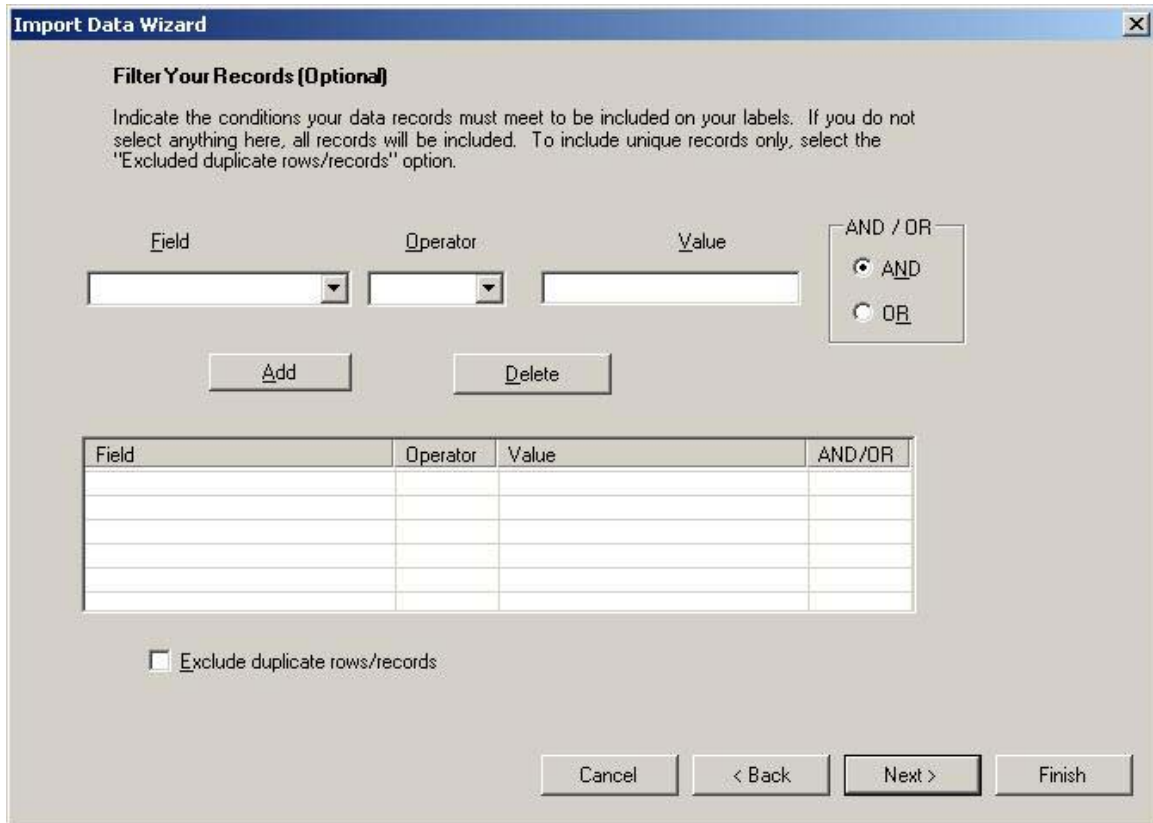 Import Data Wizard
Filter Your Records (Optional)
Indicate the conditions your data records must meet to be included on your labels. If you do not
select anything here, all records will be included. To include unique records only, select the
"Excluded duplicate rows/records" option.
Field Operator Value AND / OR
AND
OR
Add Delete
Field Operator Value AND/OR
Exclude duplicate rows/records
Cancel < Back Next > Finish